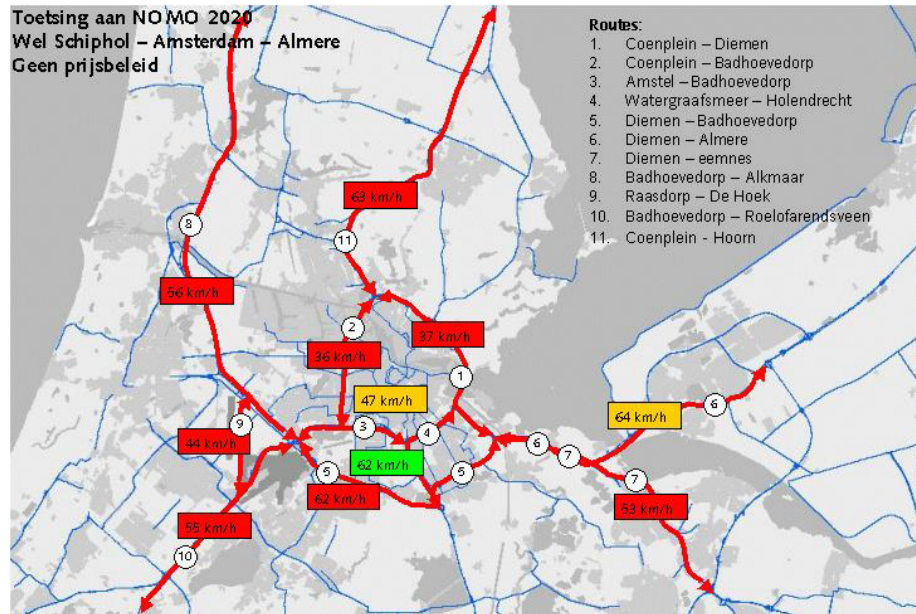 Toetsing aan NOMO 2020
Wel Schiphol – Amsterdam – Almere
Geen prijsbeleid
Routes:
1. Coenplein – Diemen
2. Coenplein – Badhoevedorp
3. Amstel – Badhoevedorp
4. Watergraafsmeer – Holendrecht
5. Diemen – Badhoevedorp
6. Diemen – Almere
7. Diemen – eemnes
8. Badhoevedorp – Alkmaar
9. Raasdorp – De Hoek
10. Badhoevedorp – Roelofarendsveen
11. Coenplein - Hoorn
63 km/h
8
11
56 km/h
2
37 km/h
36 km/h
1
47 km/h
6
64 km/h
9
3
4
44 km/h
6
7
62 km/h
5
5
7
62 km/h
53 km/h
55 km/h
10